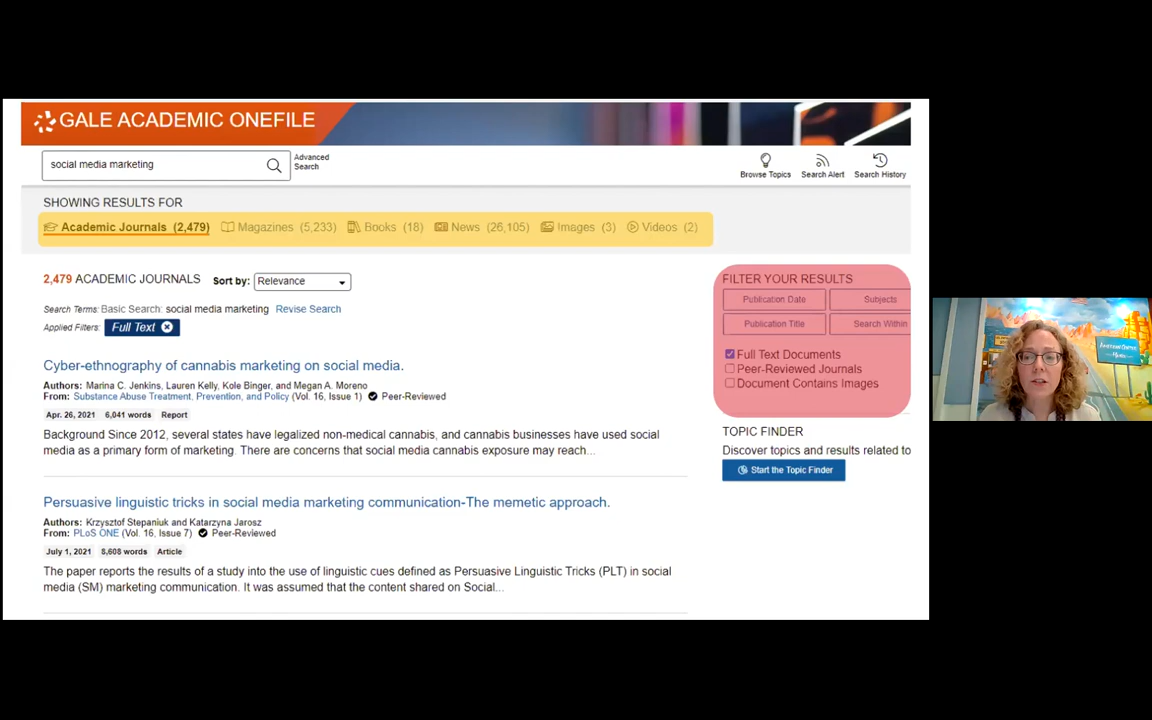 GALE ACADEMIC ONEFILE
social media marketing
Advanced
Search
Browse Topics
Search Alert
Search History
SHOWING RESULTS FOR
Academic Journals (2,479)
Magazines (5,233)
Books (18)
News (26,105)
Images (3)
Videos (2)
2,479 ACADEMIC JOURNALS
Sort by: Relevance
Search Terms: Basic Search: social media marketing Revise Search
Applied Filters: Full Text
Cyber-ethnography of cannabis marketing on social media.
Authors: Marina C. Jenkins, Lauren Kelly, Kole Binger, and Megan A. Moreno
From: Substance Abuse Treatment, Prevention, and Policy (Vol. 16, Issue 1) Peer-Reviewed
Apr. 26, 2021 6,041 words Report
Background Since 2012, several states have legalized non-medical cannabis, and cannabis businesses have used social
media as a primary form of marketing. There are concerns that social media cannabis exposure may reach...
Persuasive linguistic tricks in social media marketing communication-The memetic approach.
Authors: Krzysztof Stepaniuk and Katarzyna Jarosz
From: PLoS ONE (Vol. 16, Issue 7) Peer-Reviewed
July 1, 2021 8,608 words Article
The paper reports the results of a study into the use of linguistic cues defined as Persuasive Linguistic Tricks (PLT) in social
media (SM) marketing communication. It was assumed that the content shared on Social...
FILTER YOUR RESULTS
Publication Date
Subjects
Publication Title
Search Within
Full Text Documents
Peer-Reviewed Journals
Document Contains Images
TOPIC FINDER
Discover topics and results related to
Start the Topic Finder